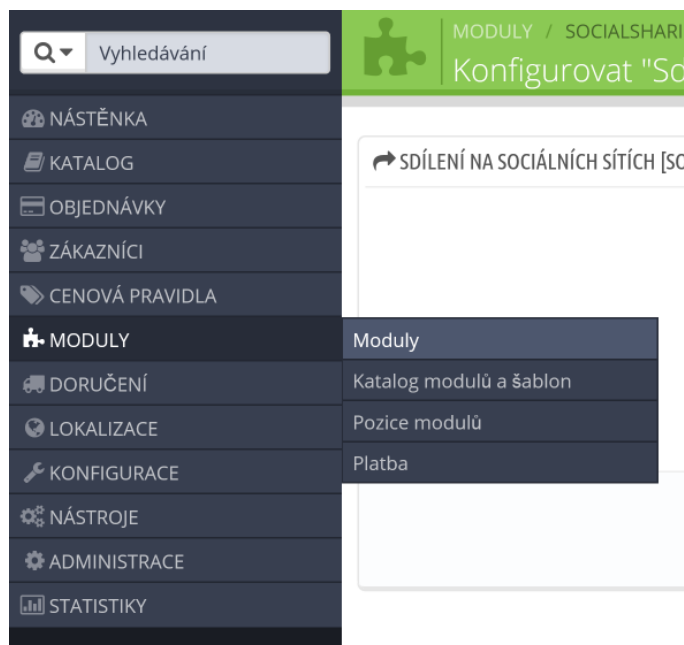 Vyhledávání
MODULY / SOCIALSHARI
Konfigurovat "So
NÁSTĚNKA
KATALOG
OBJEDNÁVKY
ZÁKAZNÍCI
CENOVÁ PRAVIDLA
MODULY
DORUČENÍ
LOKALIZACE
KONFIGURACE
NÁSTROJE
ADMINISTRACE
STATISTIKY
SDÍLENÍ NA SOCIÁLNÍCH SÍTÍCH [SO
Moduly
Katalog modulů a šablon
Pozice modulů
Platba